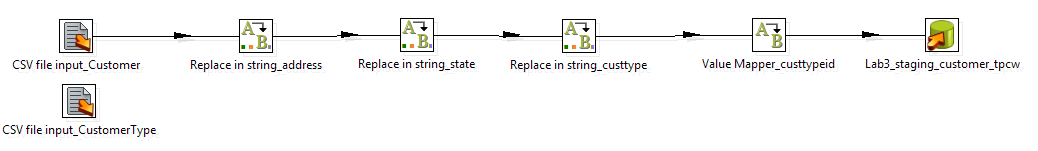 CSV file input_Customer
Replace in string_address
Replace in string_state
Replace in string_custtype
Value Mapper_custtypeid
Lab3_staging_customer_tpcw
CSV file input_CustomerType